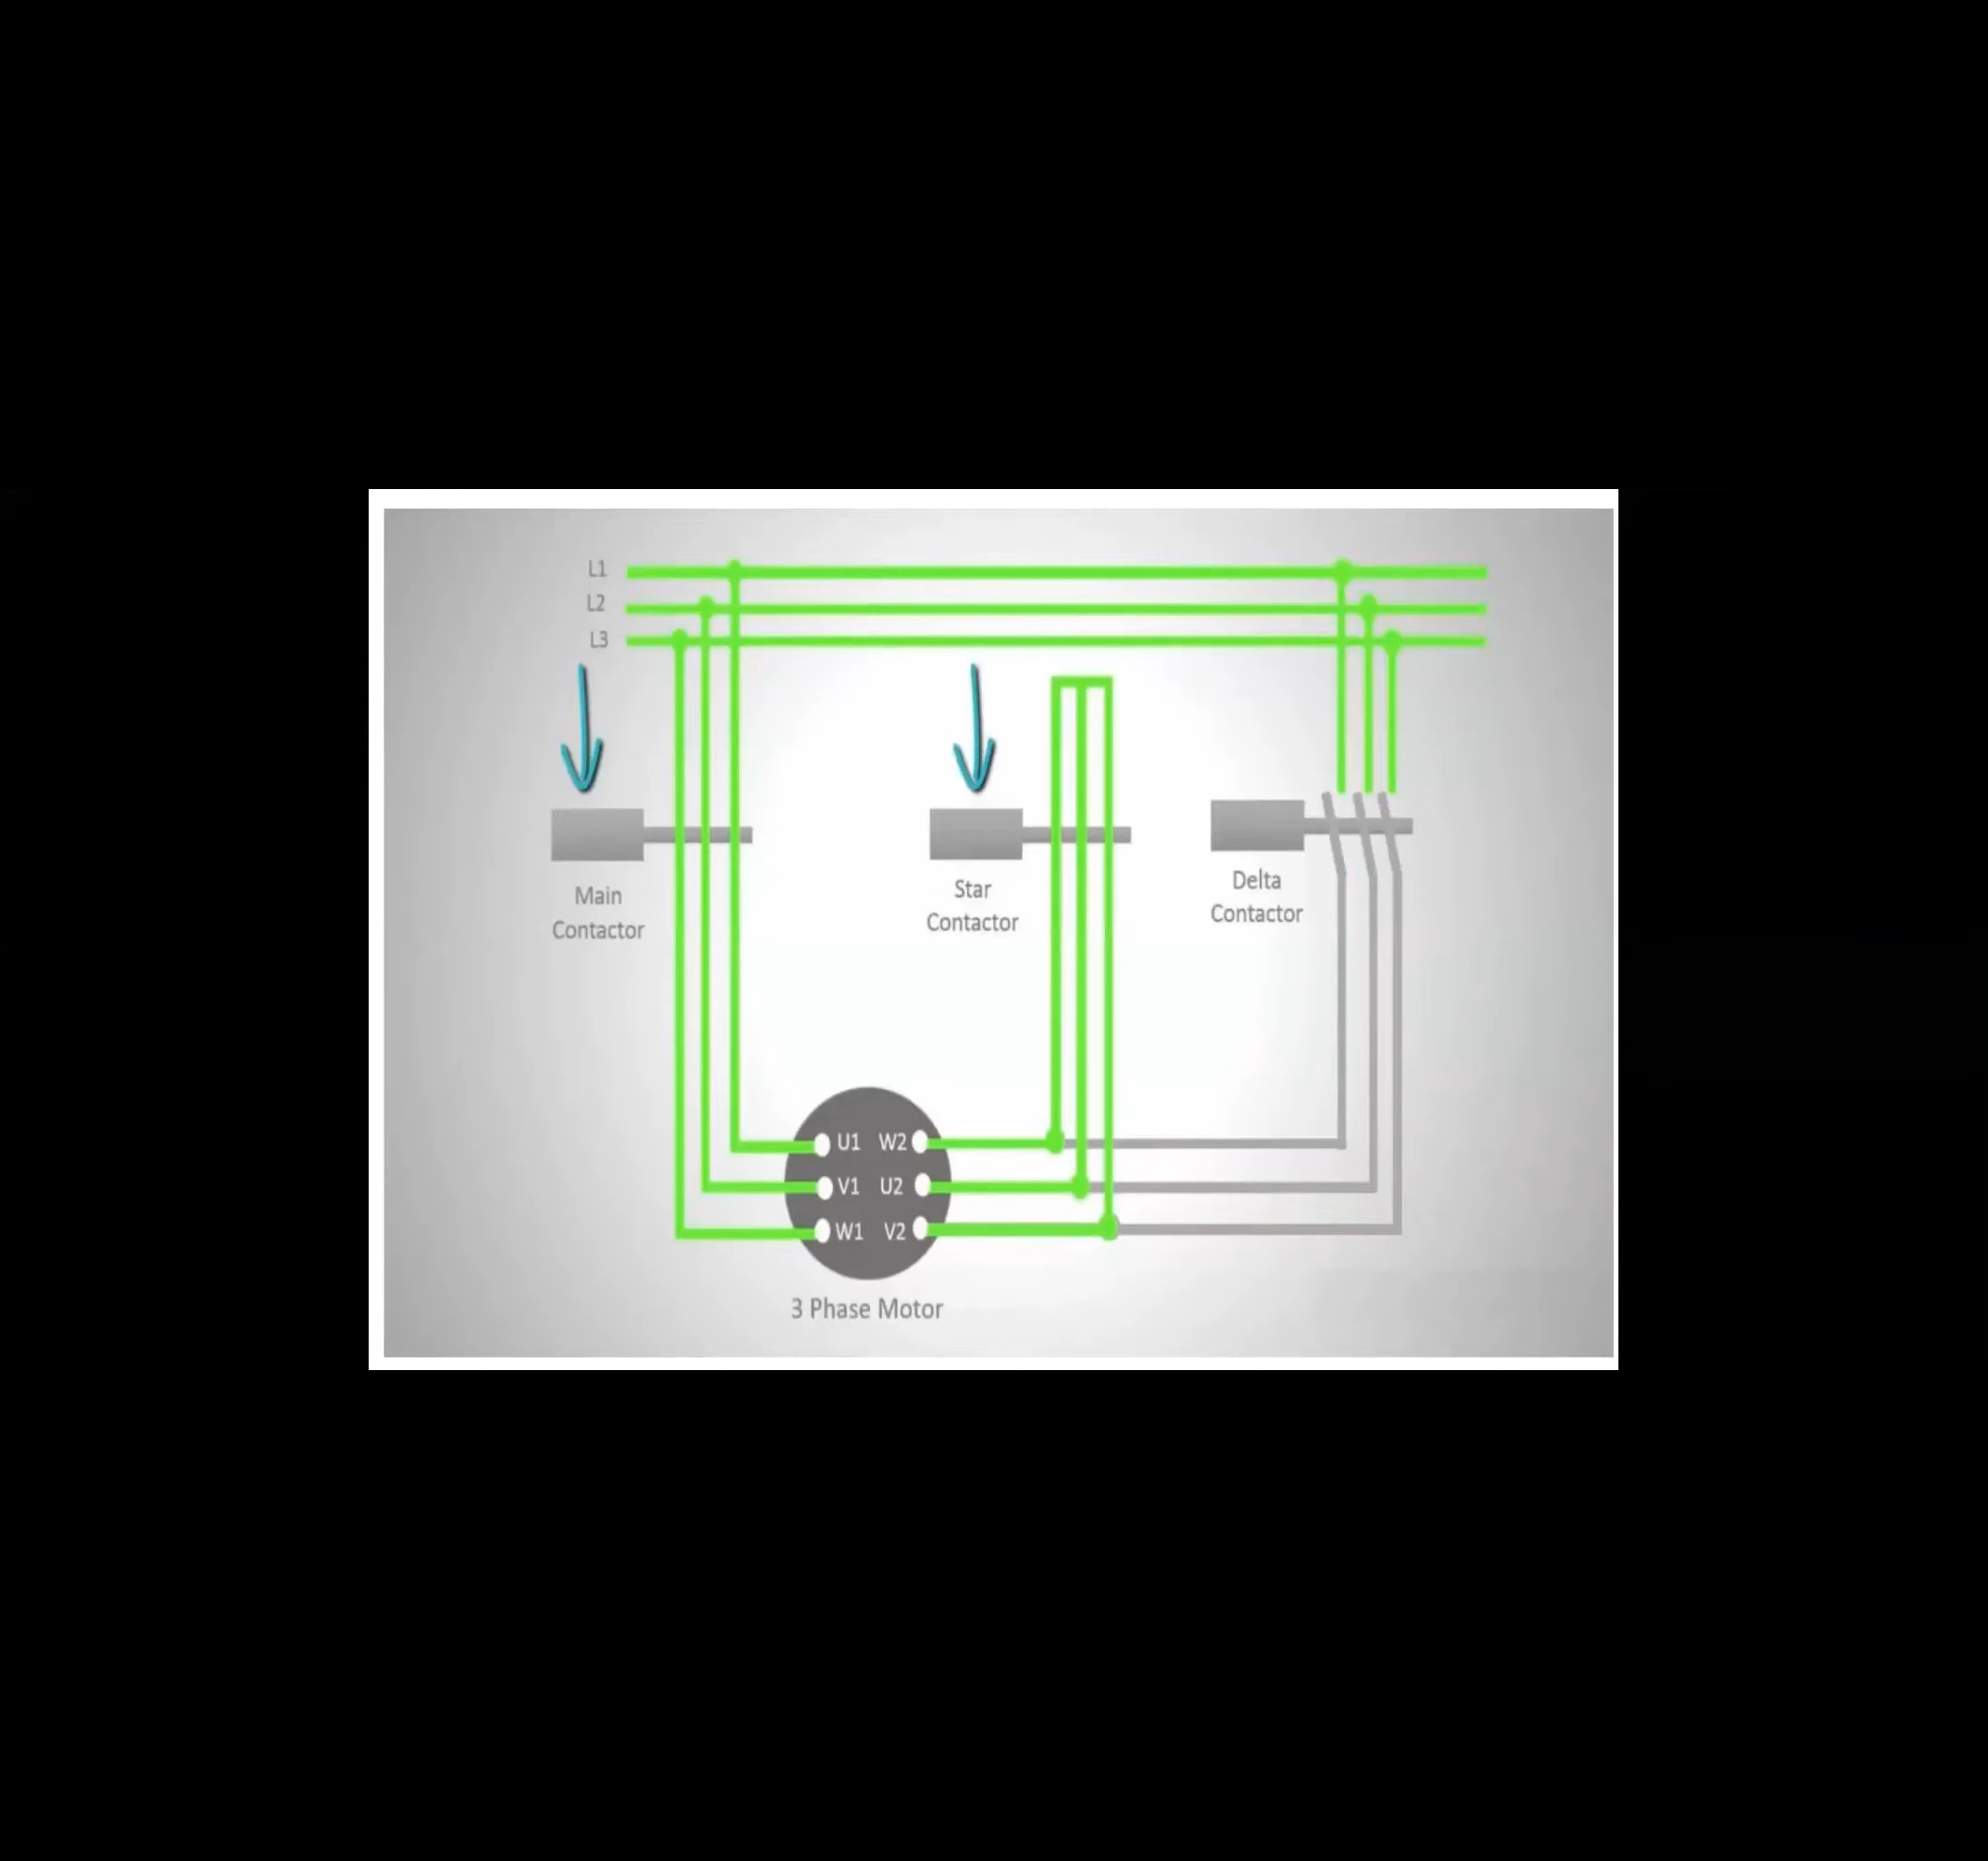 L1
L2
L3
Main
Contactor
Star
Contactor
Delta
Contactor
U1 W2
V1 U2
W1 V2
3 Phase Motor